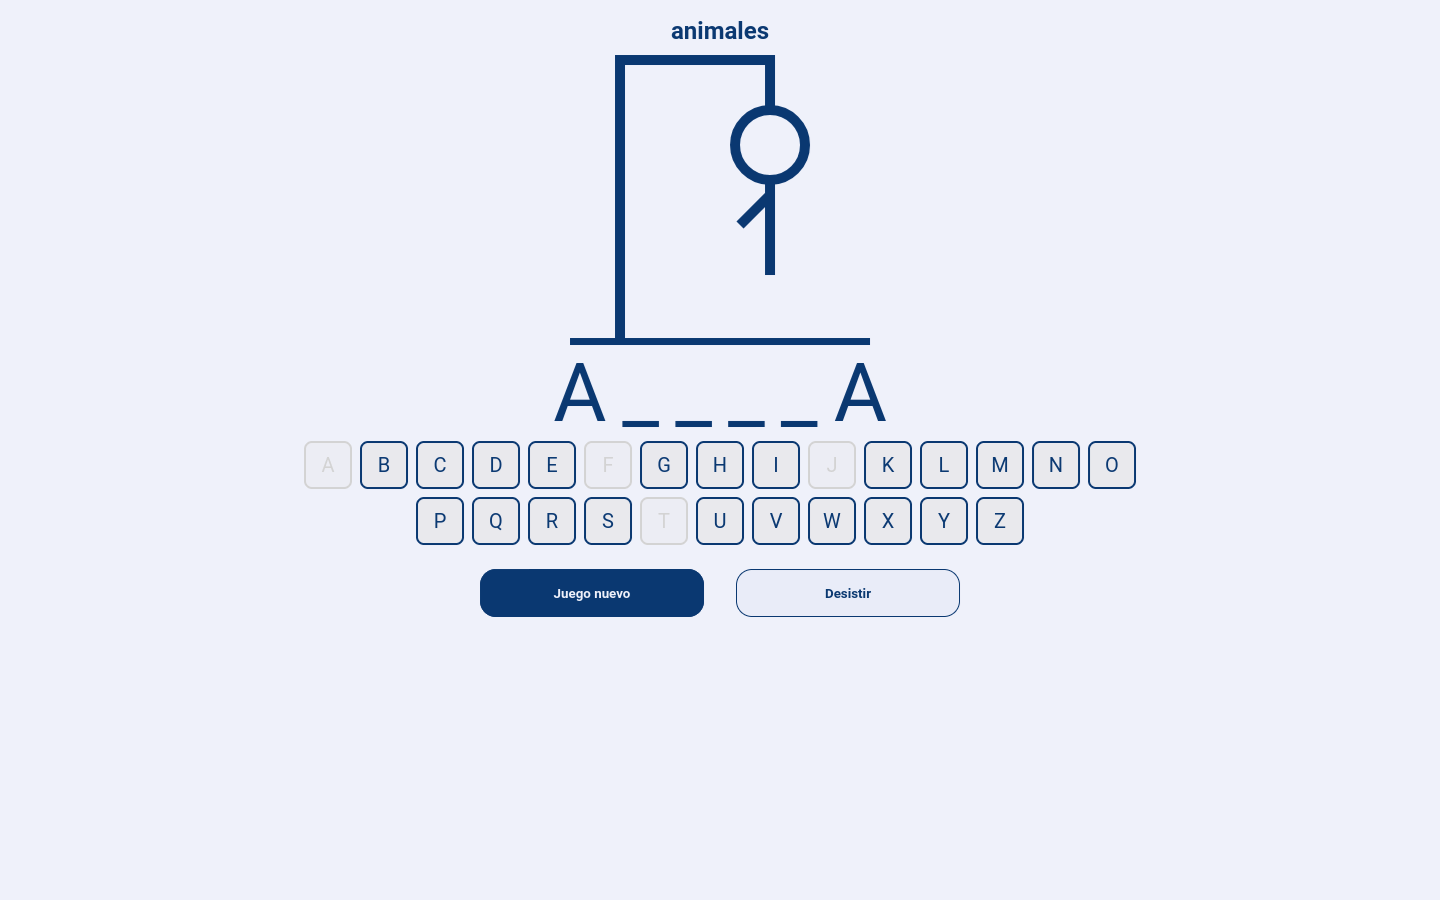 animales
A _ _ _ _ A
A B C D E F G H I J K L M N O
P Q R S T U V W X Y Z
Juego nuevo Desistir